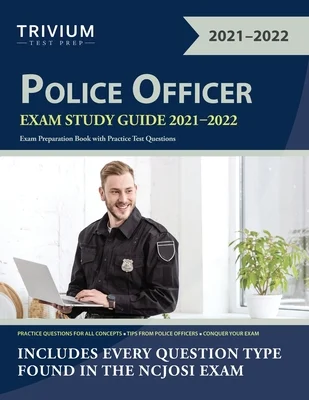 TRIVIUM
TEST PREP
2021–2022
POLICE OFFICER
EXAM STUDY GUIDE 2021–2022
Exam Preparation Book with Practice Test Questions
PRACTICE QUESTIONS FOR ALL CONCEPTS • TIPS FROM POLICE OFFICERS • CONQUER YOUR EXAM
INCLUDES EVERY QUESTION TYPE
FOUND IN THE NCJOSI EXAM